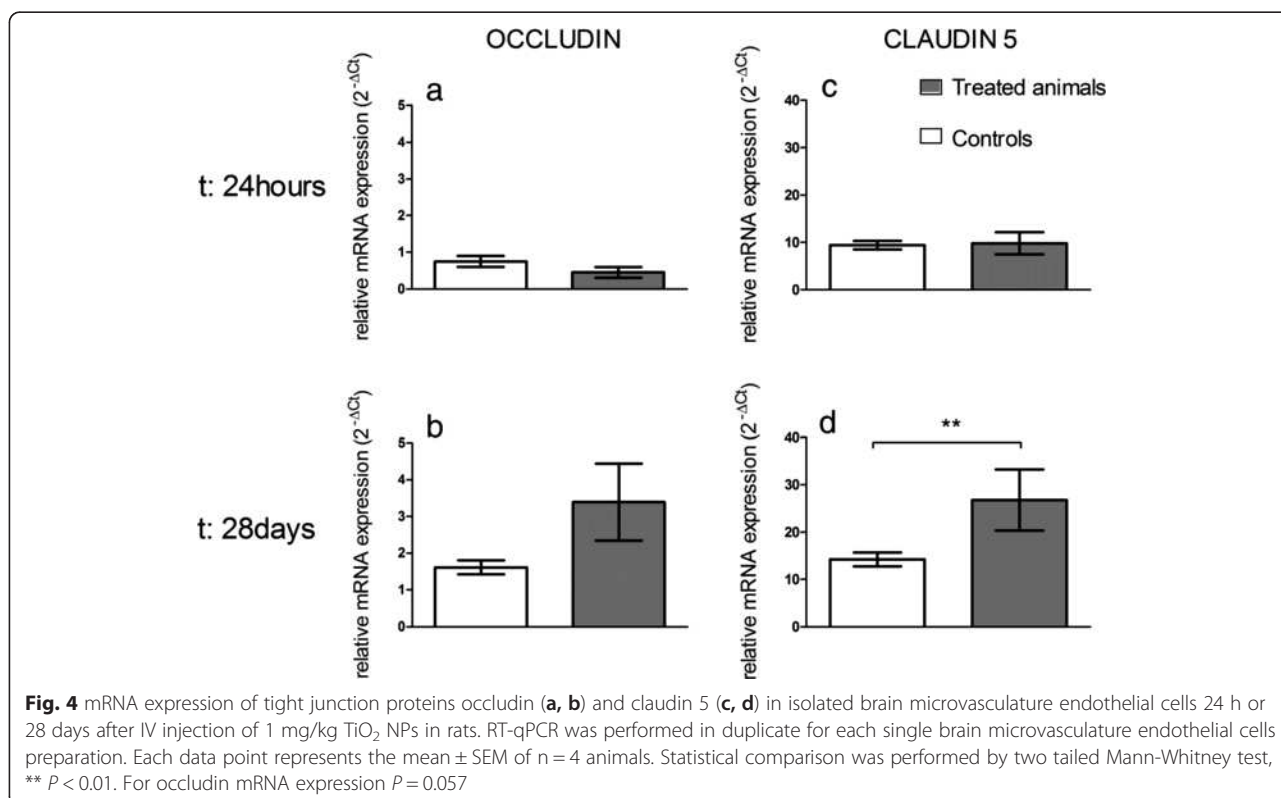 OCCLUDIN
CLAUDIN 5
t: 24hours
a
relative mRNA expression (2^-ΔCt)
5
4
3
2
1
0
c
relative mRNA expression (2^-ΔCt)
40
30
20
10
0
Treated animals
Controls
t: 28days
b
relative mRNA expression (2^-ΔCt)
5
4
3
2
1
0
d
relative mRNA expression (2^-ΔCt)
40
30
20
10
0
**
Fig. 4 mRNA expression of tight junction proteins occludin (a, b) and claudin 5 (c, d) in isolated brain microvasculature endothelial cells 24 h or
28 days after IV injection of 1 mg/kg TiO₂ NPs in rats. RT-qPCR was performed in duplicate for each single brain microvasculature endothelial cells
preparation. Each data point represents the mean ± SEM of n = 4 animals. Statistical comparison was performed by two tailed Mann-Whitney test,
** P < 0.01. For occludin mRNA expression P = 0.057